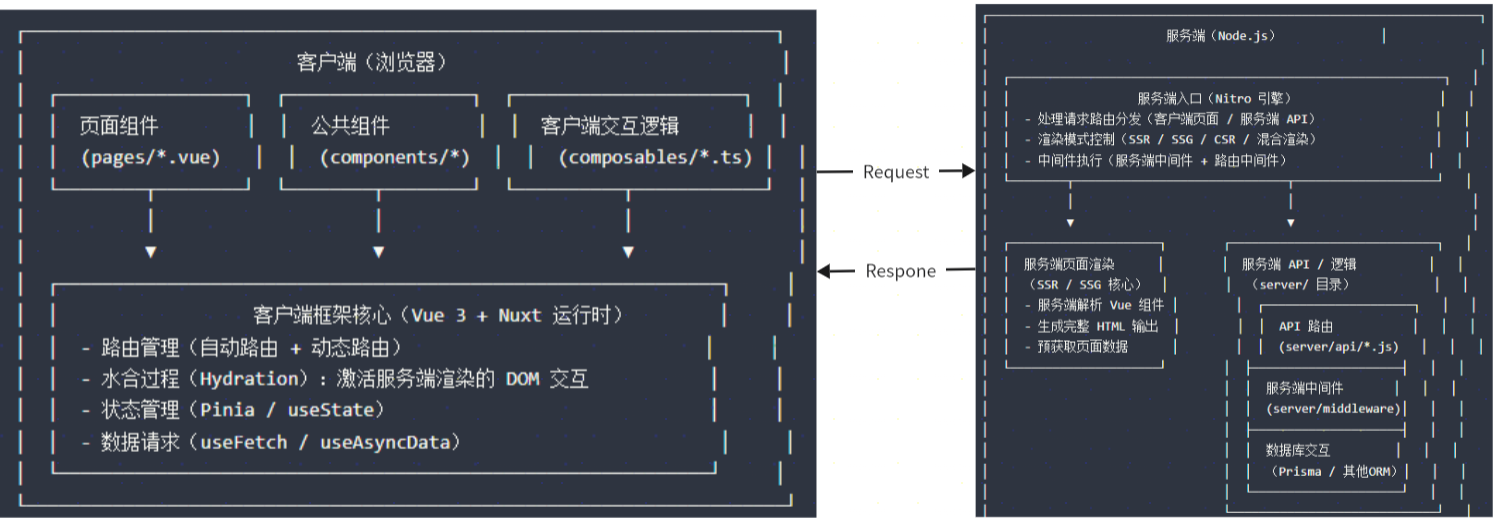 客户端（浏览器）
页面组件
(pages/*.vue)
公共组件
(components/*)
客户端交互逻辑
(composables/*.ts)
客户端框架核心（Vue 3 + Nuxt 运行时）
- 路由管理（自动路由 + 动态路由）
- 水合过程（Hydration）：激活服务端渲染的 DOM 交互
- 状态管理（Pinia / useState）
- 数据请求（useFetch / useAsyncData）
Request
Respone
服务端（Node.js）
服务端入口（Nitro 引擎）
- 处理请求路由分发（客户端页面 / 服务端 API）
- 渲染模式控制（SSR / SSG / CSR / 混合渲染）
- 中间件执行（服务端中间件 + 路由中间件）
服务端页面渲染
（SSR / SSG 核心）
- 服务端解析 Vue 组件
- 生成完整 HTML 输出
- 预获取页面数据
服务端 API / 逻辑
（server/ 目录）
API 路由
(server/api/*.js)
服务端中间件
(server/middleware)
数据库交互
（Prisma / 其他ORM）